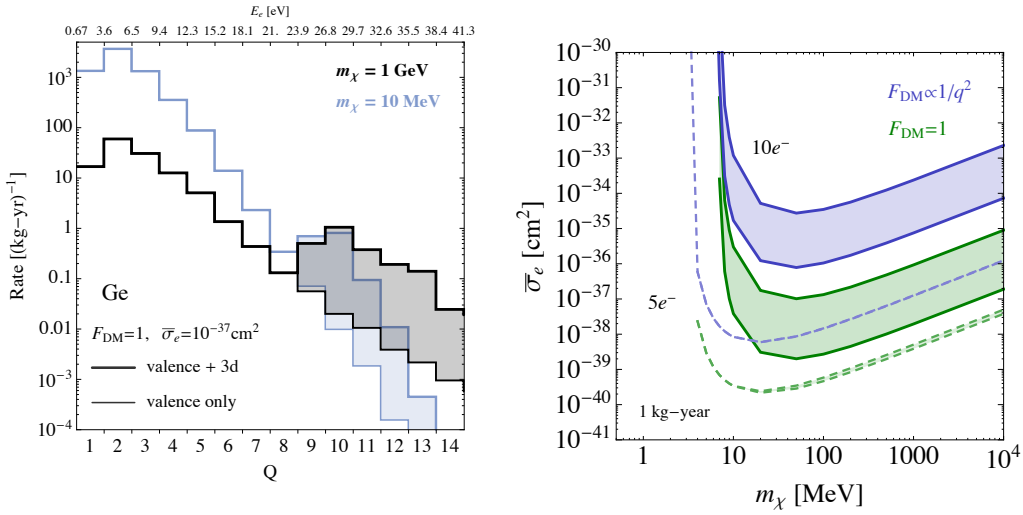 E_e [eV]
0.67 3.6 6.5 9.4 12.3 15.2 18.1 21. 23.9 26.8 29.7 32.6 35.5 38.4 41.3
m_χ = 1 GeV
m_χ = 10 MeV
10^3
100
10
1
0.1
0.01
10^-3
10^-4
Rate [(kg-yr)^-1]
Ge
F_DM=1, σ̅_e=10^-37cm^2
valence + 3d
valence only
1 2 3 4 5 6 7 8 9 10 11 12 13 14
Q
10^-30
10^-31
10^-32
10^-33
10^-34
10^-35
10^-36
10^-37
10^-38
10^-39
10^-40
10^-41
σ̅_e [cm^2]
F_DM∝1/q^2
F_DM=1
10e^-
5e^-
1 kg-year
1 10 100 1000 10^4
m_χ [MeV]